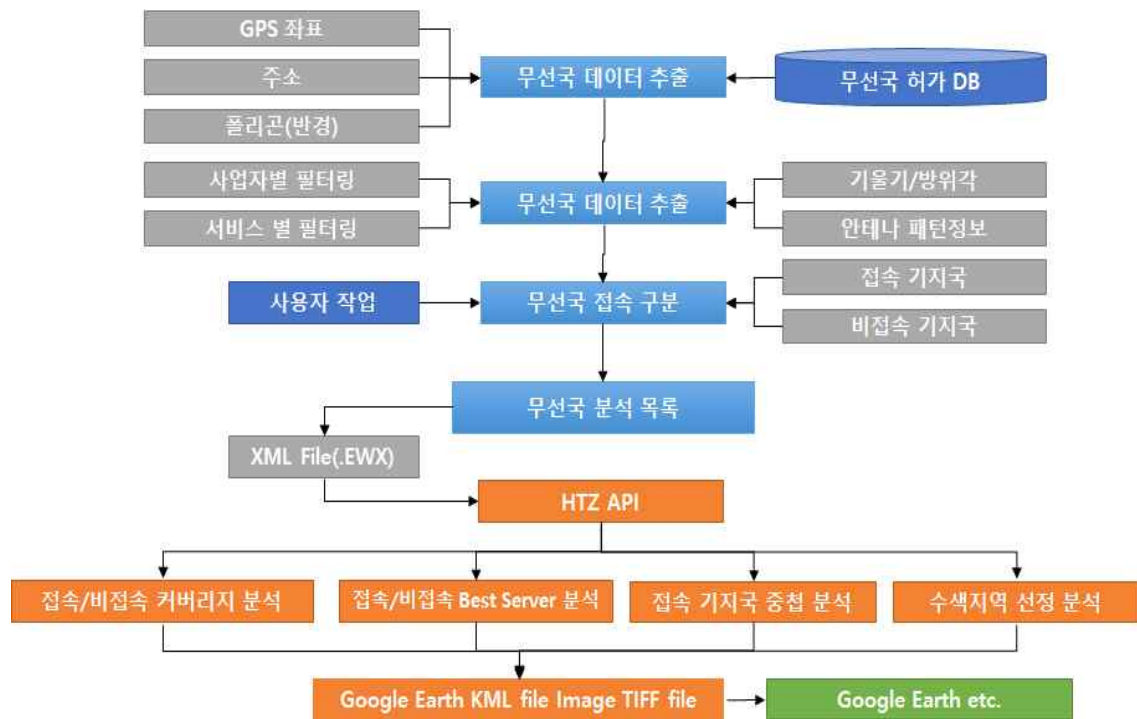 GPS 좌표
주소
폴리곤(반경)
무선국 데이터 추출
무선국 허가 DB
사업자별 필터링
서비스 별 필터링
무선국 데이터 추출
기울기/방위각
안테나 패턴정보
사용자 작업
무선국 접속 구분
접속 기지국
비접속 기지국
무선국 분석 목록
XML File(.EWX)
HTZ API
접속/비접속 커버리지 분석
접속/비접속 Best Server 분석
접속 기지국 중첩 분석
수색지역 선정 분석
Google Earth KML file Image TIFF file
Google Earth etc.